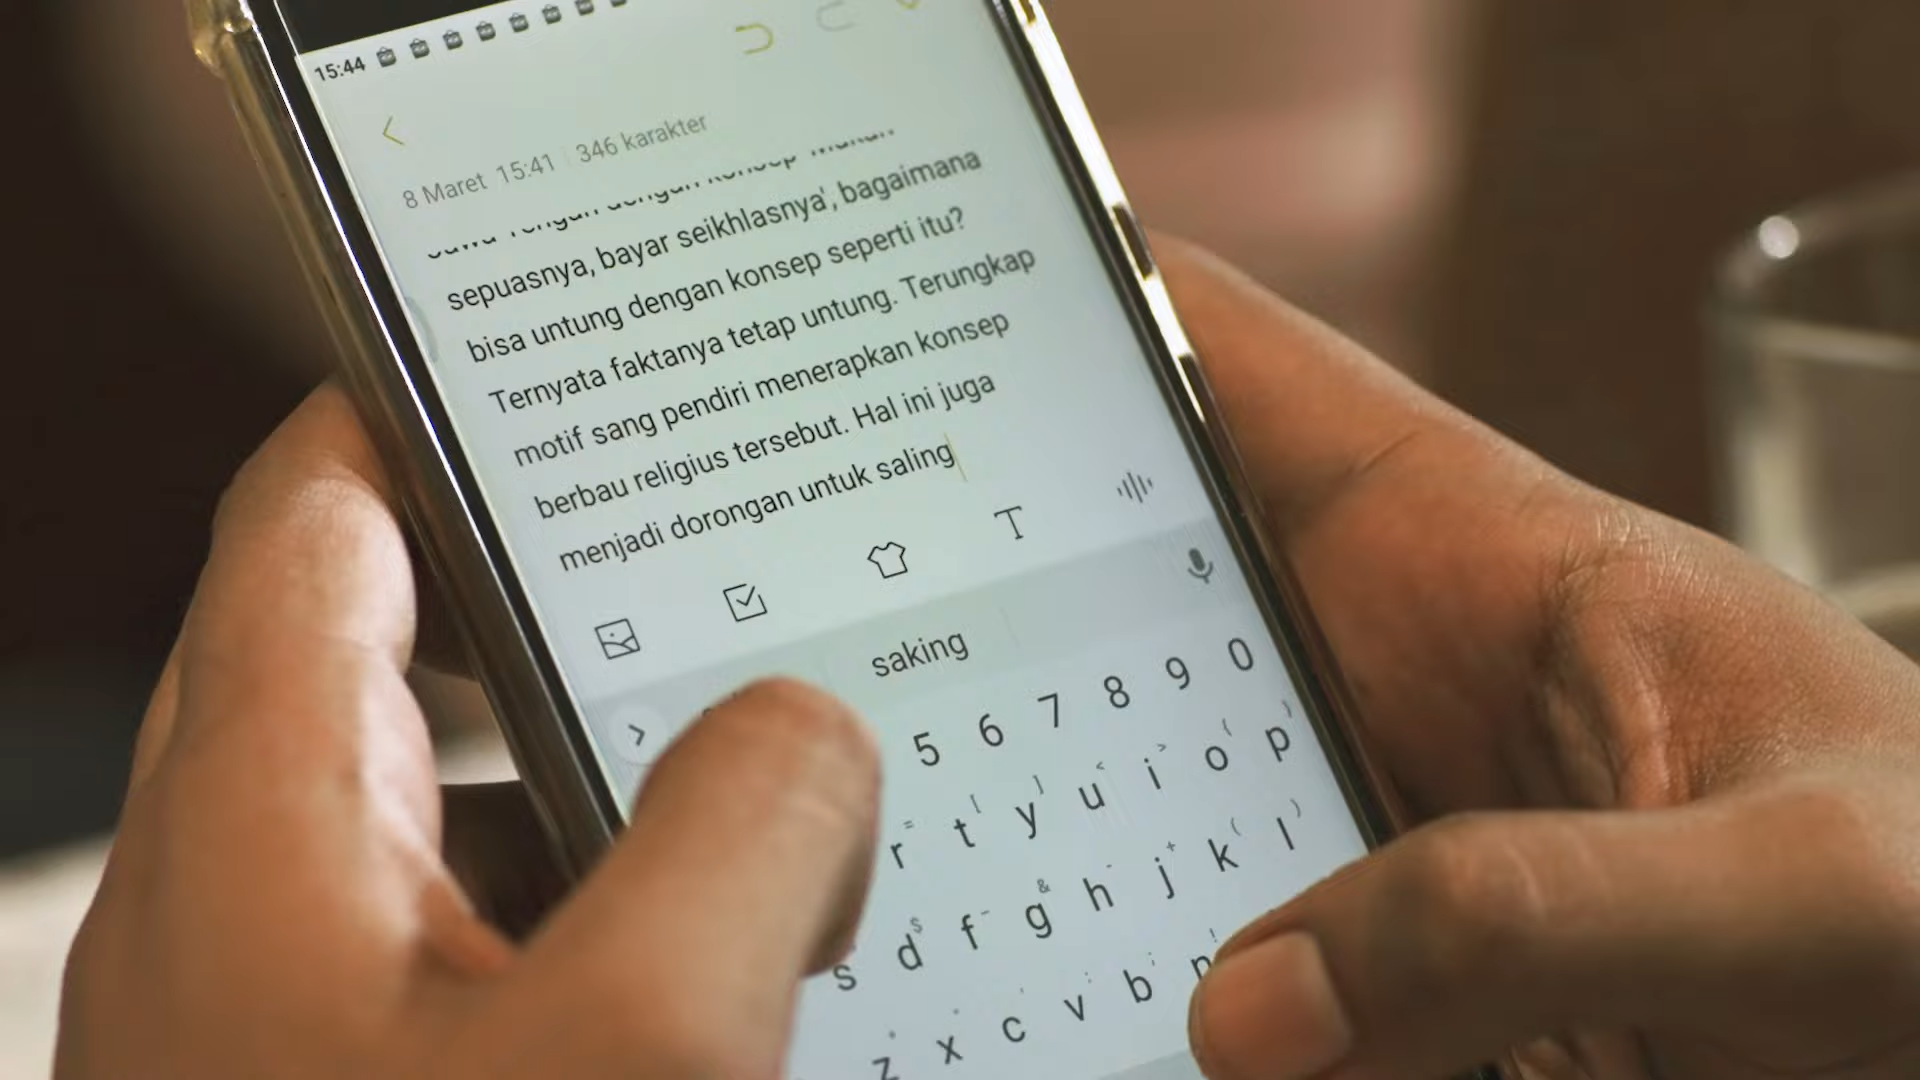 15:44
8 Maret 15:41 | 346 karakter
dengan konsep
sepuasnya, bayar seikhlasnya', bagaimana
bisa untung dengan konsep seperti itu?
Ternyata faktanya tetap untung. Terungkap
motif sang pendiri menerapkan konsep
berbau religius tersebut. Hal ini juga
menjadi dorongan untuk saling
T
saking
5 6 7 8 9 0
r t y u i o p
s d f g h j k l
z x c v b n